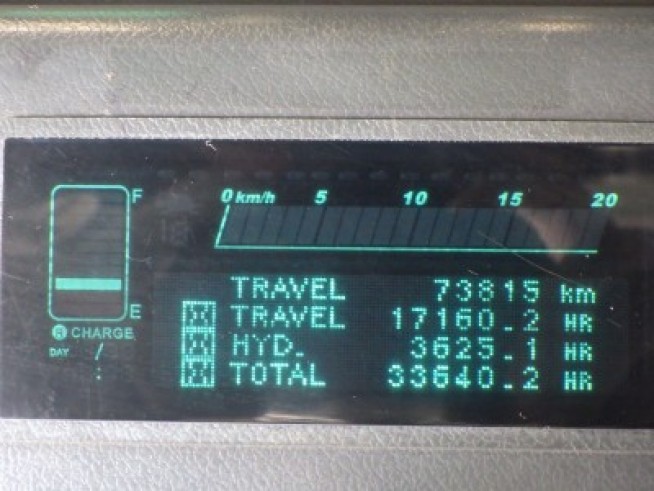 F
0 km/h 5 10 15 20
E
R CHARGE
DAY / :
TRAVEL 73815 km
TRAVEL 17160.2 HR
HYD. 3625.1 HR
TOTAL 33640.2 HR